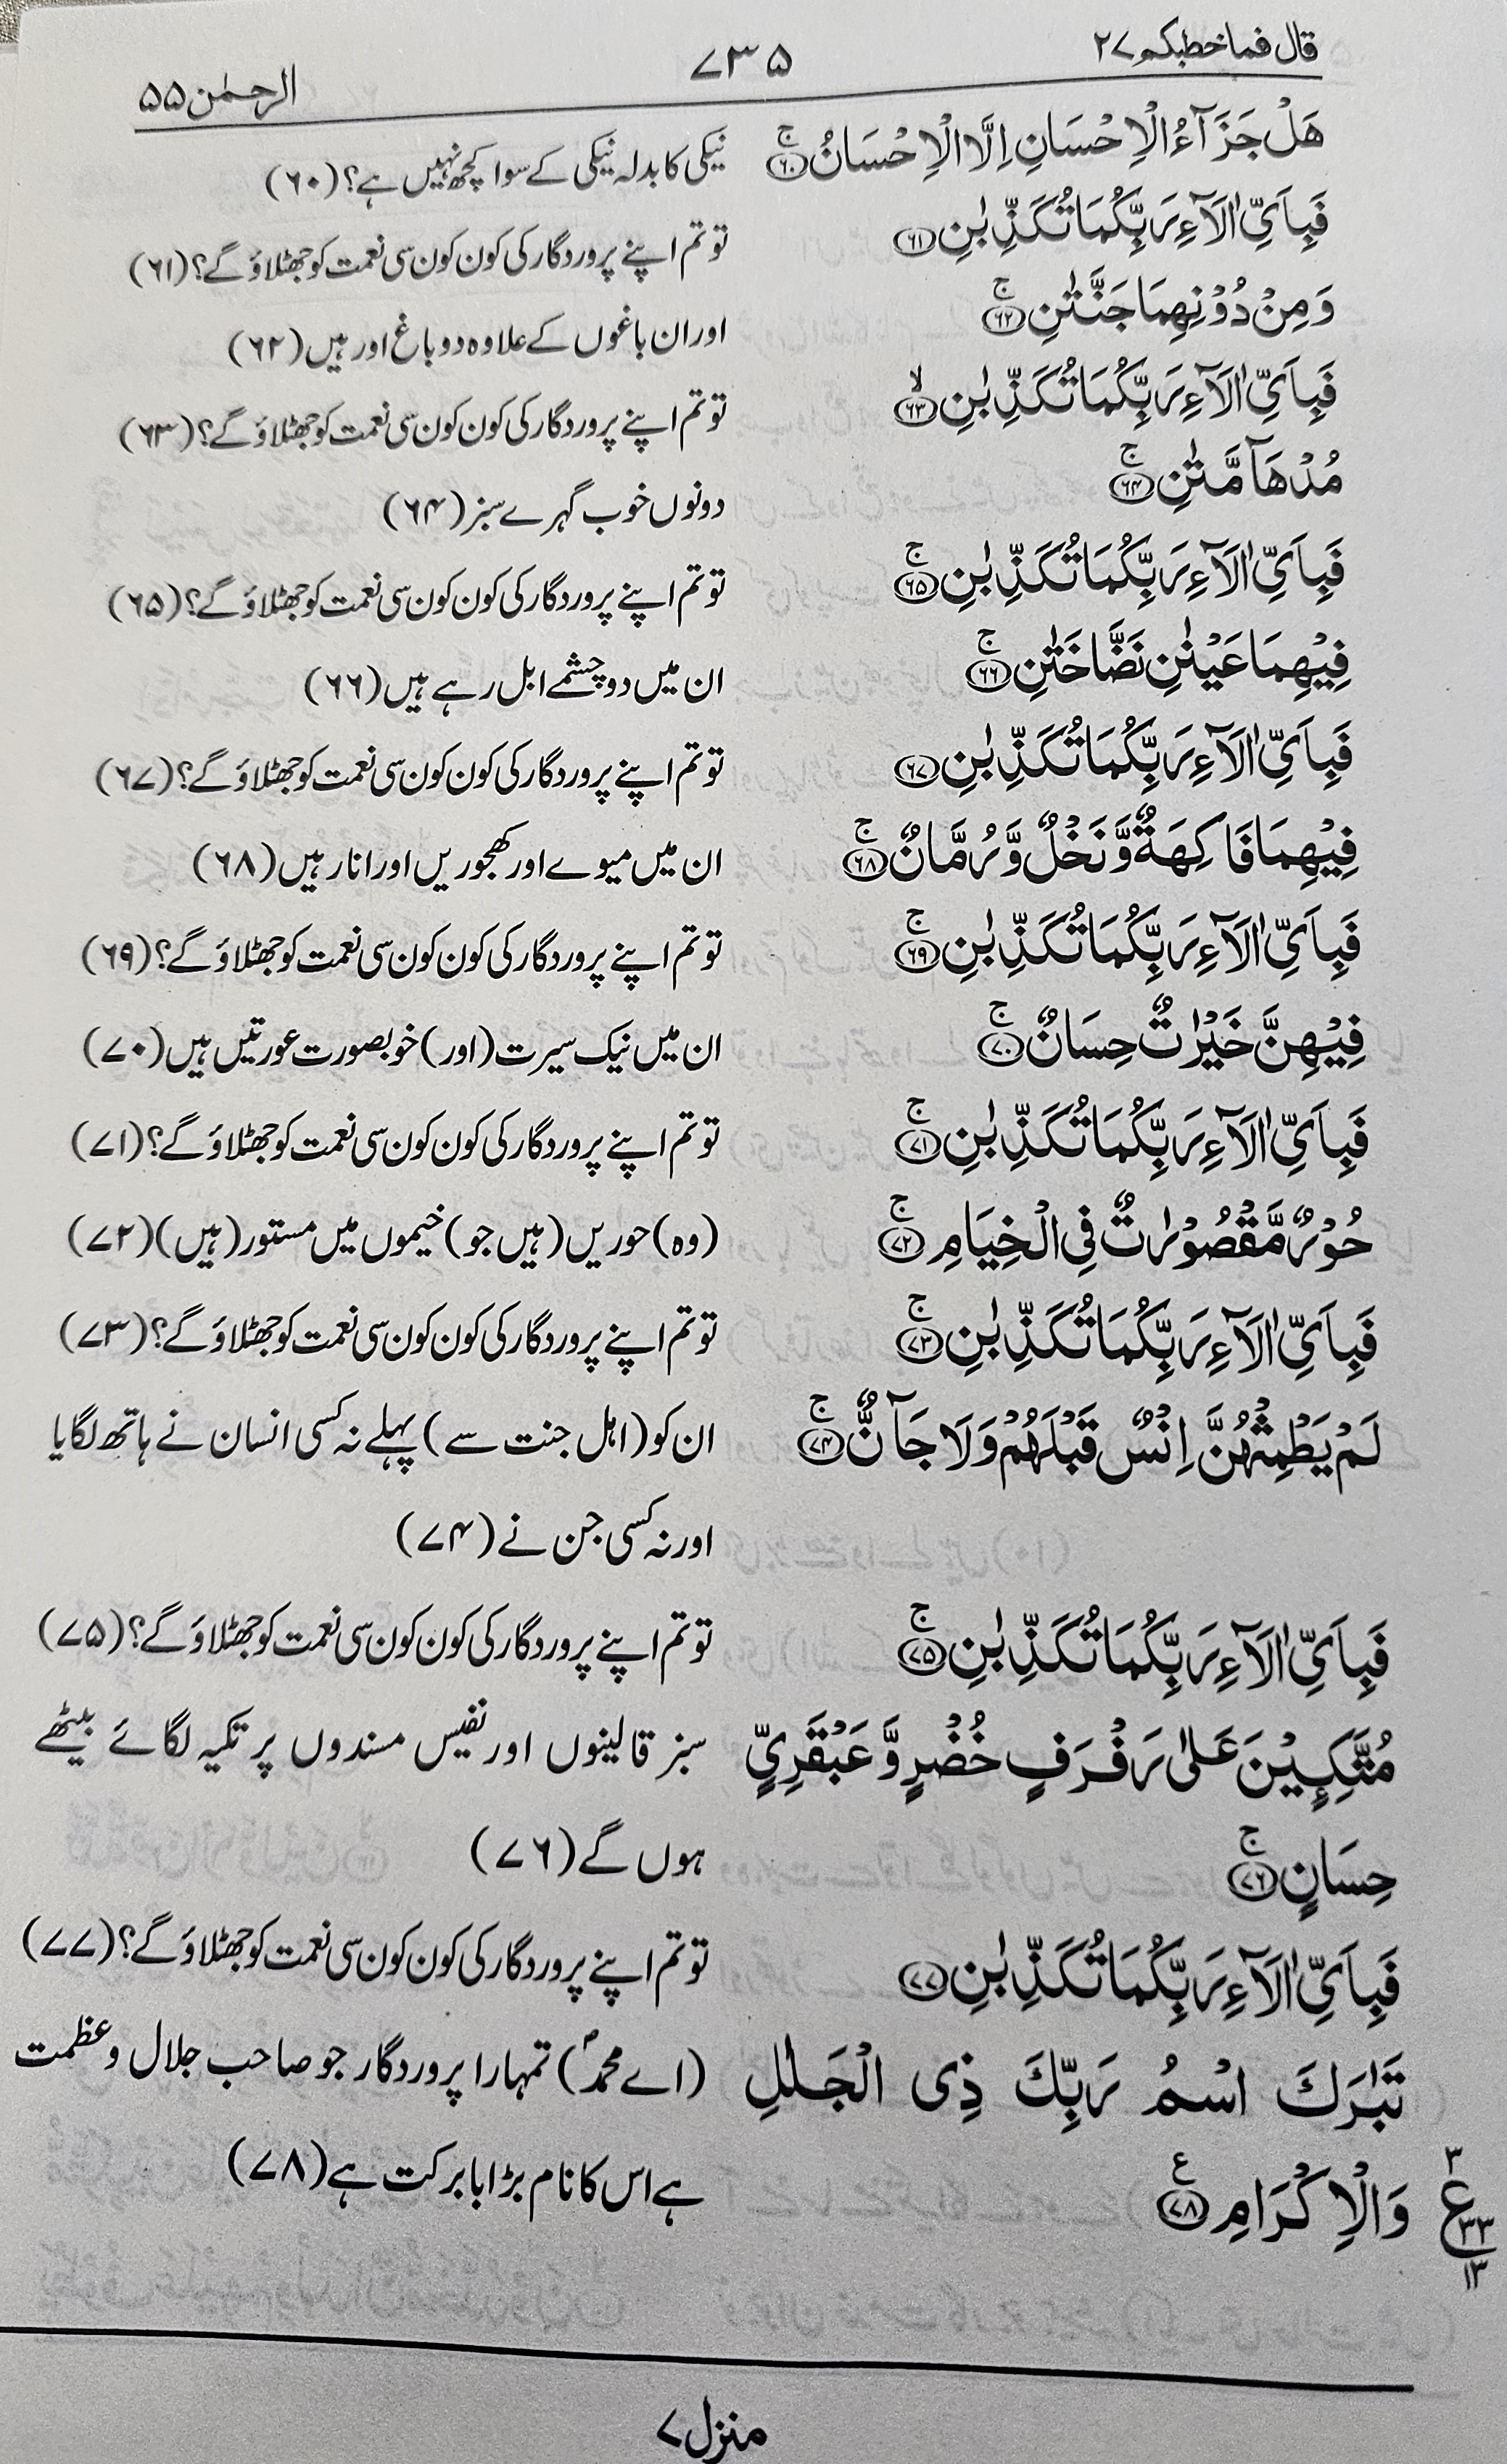 قال فما خطبكم ۲۷
۷۳۵
الرحمٰن ۵۵
هَلْ جَزَآءُ الْاِحْسَانِ اِلَّا الْاِحْسَانُ ۚ﴿۶۰﴾ نیکی کا بدلہ نیکی کے سوا کچھ نہیں ہے؟ (۶۰)
فَبِاَيِّ اٰلَآءِ رَبِّكُمَا تُكَذِّبٰنِ ﴿۶۱﴾ تو تم اپنے پروردگار کی کون کون سی نعمت کو جھٹلاؤ گے؟ (۶۱)
وَمِنْ دُوْنِهِمَا جَنَّتٰنِ ۚ﴿۶۲﴾ اور ان باغوں کے علاوہ دو باغ اور ہیں (۶۲)
فَبِاَيِّ اٰلَآءِ رَبِّكُمَا تُكَذِّبٰنِ ۙ﴿۶۳﴾ تو تم اپنے پروردگار کی کون کون سی نعمت کو جھٹلاؤ گے؟ (۶۳)
مُدْهَآمَّتٰنِ ۚ﴿۶۴﴾ دونوں خوب گہرے سبز (۶۴)
فَبِاَيِّ اٰلَآءِ رَبِّكُمَا تُكَذِّبٰنِ ۚ﴿۶۵﴾ تو تم اپنے پروردگار کی کون کون سی نعمت کو جھٹلاؤ گے؟ (۶۵)
فِيْهِمَا عَيْنٰنِ نَضَّاخَتٰنِ ۚ﴿۶۶﴾ ان میں دو چشمے ابل رہے ہیں (۶۶)
فَبِاَيِّ اٰلَآءِ رَبِّكُمَا تُكَذِّبٰنِ ﴿۶۷﴾ تو تم اپنے پروردگار کی کون کون سی نعمت کو جھٹلاؤ گے؟ (۶۷)
فِيْهِمَا فَاكِهَةٌ وَّنَخْلٌ وَّرُمَّانٌ ۚ﴿۶۸﴾ ان میں میوے اور کھجوریں اور انار ہیں (۶۸)
فَبِاَيِّ اٰلَآءِ رَبِّكُمَا تُكَذِّبٰنِ ۚ﴿۶۹﴾ تو تم اپنے پروردگار کی کون کون سی نعمت کو جھٹلاؤ گے؟ (۶۹)
فِيْهِنَّ خَيْرٰتٌ حِسَانٌ ۚ﴿۷۰﴾ ان میں نیک سیرت (اور) خوبصورت عورتیں ہیں (۷۰)
فَبِاَيِّ اٰلَآءِ رَبِّكُمَا تُكَذِّبٰنِ ۚ﴿۷۱﴾ تو تم اپنے پروردگار کی کون کون سی نعمت کو جھٹلاؤ گے؟ (۷۱)
حُوْرٌ مَّقْصُوْرٰتٌ فِي الْخِيَامِ ۚ﴿۷۲﴾ (وہ) حوریں (ہیں جو) خیموں میں مستور (ہیں) (۷۲)
فَبِاَيِّ اٰلَآءِ رَبِّكُمَا تُكَذِّبٰنِ ۚ﴿۷۳﴾ تو تم اپنے پروردگار کی کون کون سی نعمت کو جھٹلاؤ گے؟ (۷۳)
لَمْ يَطْمِثْهُنَّ اِنْسٌ قَبْلَهُمْ وَلَا جَآنٌّ ۚ﴿۷۴﴾ ان کو (اہل جنت سے) پہلے نہ کسی انسان نے ہاتھ لگایا
اور نہ کسی جن نے (۷۴)
فَبِاَيِّ اٰلَآءِ رَبِّكُمَا تُكَذِّبٰنِ ۚ﴿۷۵﴾ تو تم اپنے پروردگار کی کون کون سی نعمت کو جھٹلاؤ گے؟ (۷۵)
مُتَّكِـِٕيْنَ عَلٰى رَفْرَفٍ خُضْرٍ وَّعَبْقَرِيٍّ سبز قالینوں اور نفیس مسندوں پر تکیہ لگائے بیٹھے
حِسَانٍ ۚ﴿۷۶﴾ ہوں گے (۷۶)
فَبِاَيِّ اٰلَآءِ رَبِّكُمَا تُكَذِّبٰنِ ﴿۷۷﴾ تو تم اپنے پروردگار کی کون کون سی نعمت کو جھٹلاؤ گے؟ (۷۷)
تَبٰرَكَ اسْمُ رَبِّكَ ذِي الْجَلٰلِ (اے محمدؐ) تمہارا پروردگار جو صاحب جلال و عظمت
وَالْاِكْرَامِ ﴿۷۸﴾ ع ہے اس کا نام بڑا بابرکت ہے (۷۸)
۳
ع
۳۳
۱۳
منزل ۷